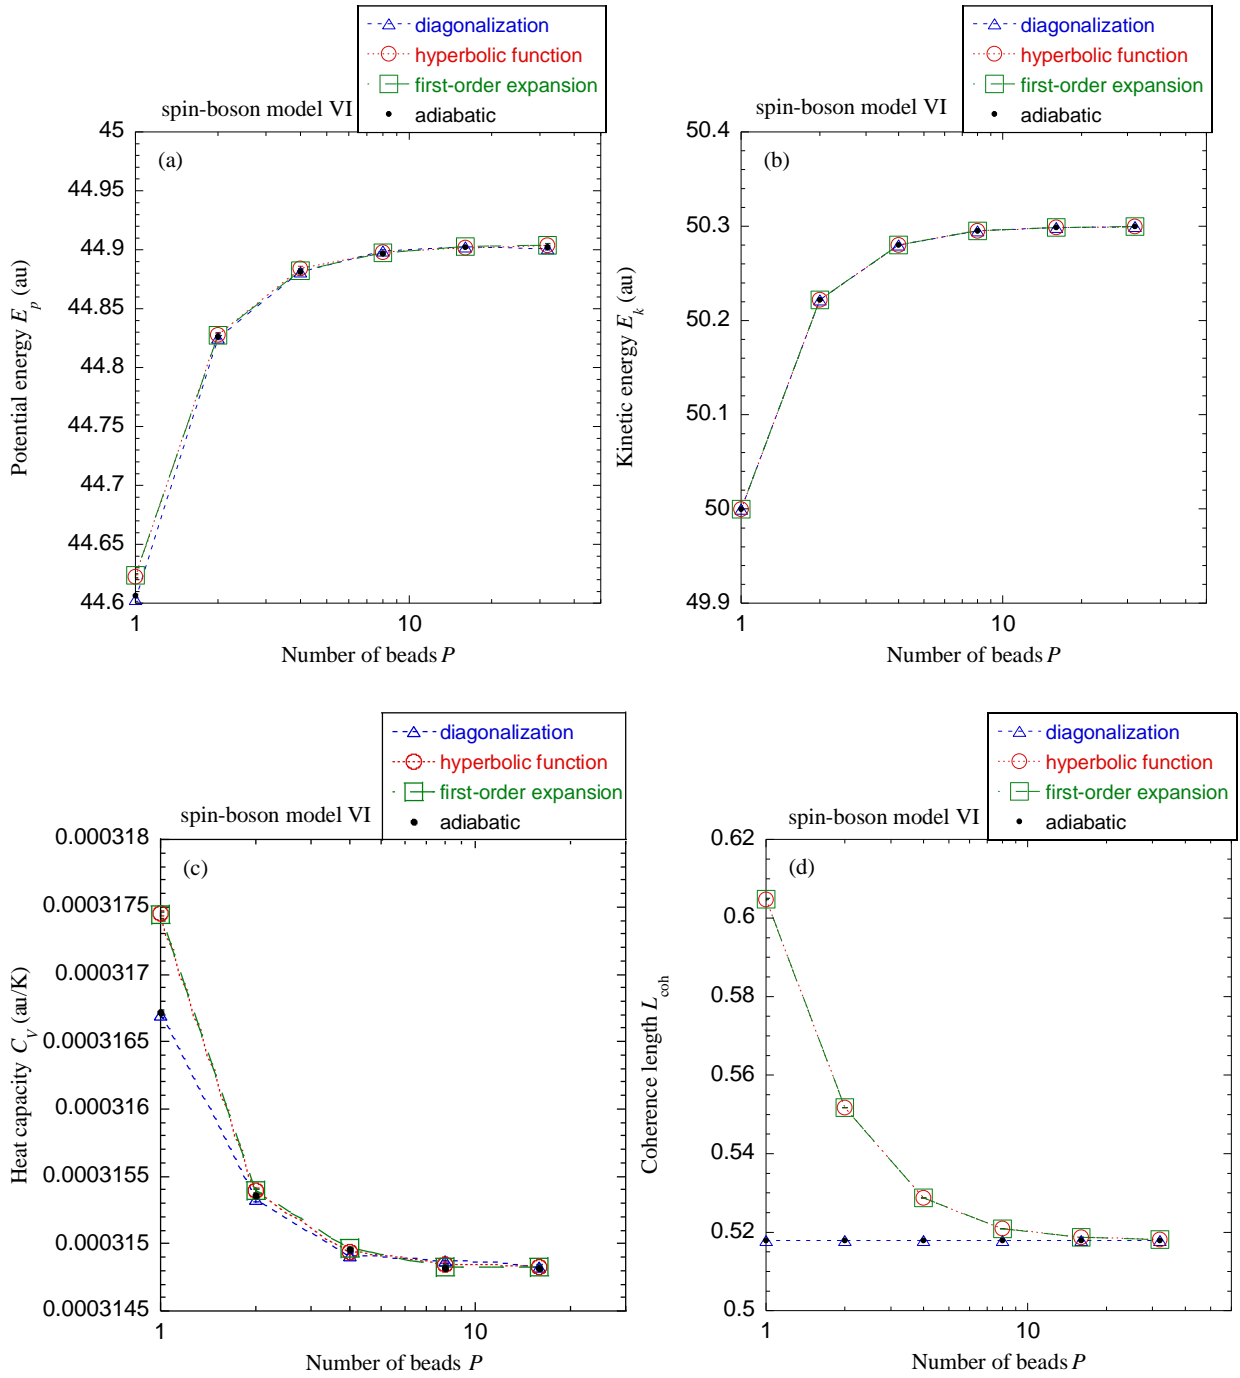 diagonalization
hyperbolic function
first-order expansion
adiabatic
spin-boson model VI
(a)
45
44.95
44.9
44.85
44.8
44.75
44.7
44.65
44.6
1
10
Potential energy E_p (au)
Number of beads P
diagonalization
hyperbolic function
first-order expansion
adiabatic
spin-boson model VI
(b)
50.4
50.3
50.2
50.1
50
49.9
1
10
Kinetic energy E_k (au)
Number of beads P
diagonalization
hyperbolic function
first-order expansion
adiabatic
spin-boson model VI
(c)
0.000318
0.0003175
0.000317
0.0003165
0.000316
0.0003155
0.000315
0.0003145
1
10
Heat capacity C_V (au/K)
Number of beads P
diagonalization
hyperbolic function
first-order expansion
adiabatic
spin-boson model VI
(d)
0.62
0.6
0.58
0.56
0.54
0.52
0.5
1
10
Coherence length L_coh
Number of beads P